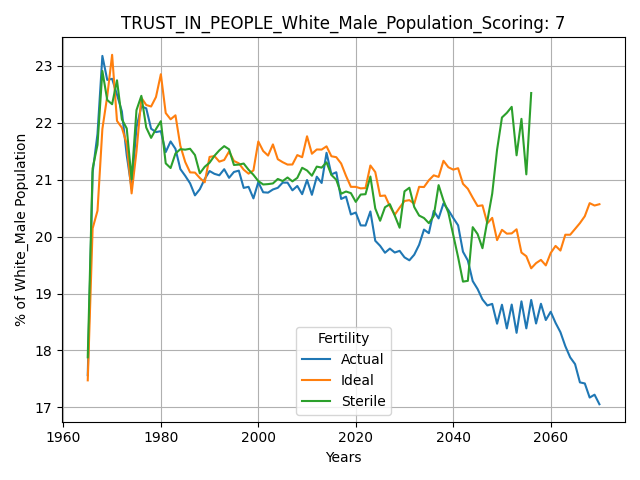 TRUST_IN_PEOPLE_White_Male_Population_Scoring: 7
% of White_Male Population
23
22
21
20
19
18
17
Fertility
Actual
Ideal
Sterile
1960
1980
2000
2020
2040
2060
Years